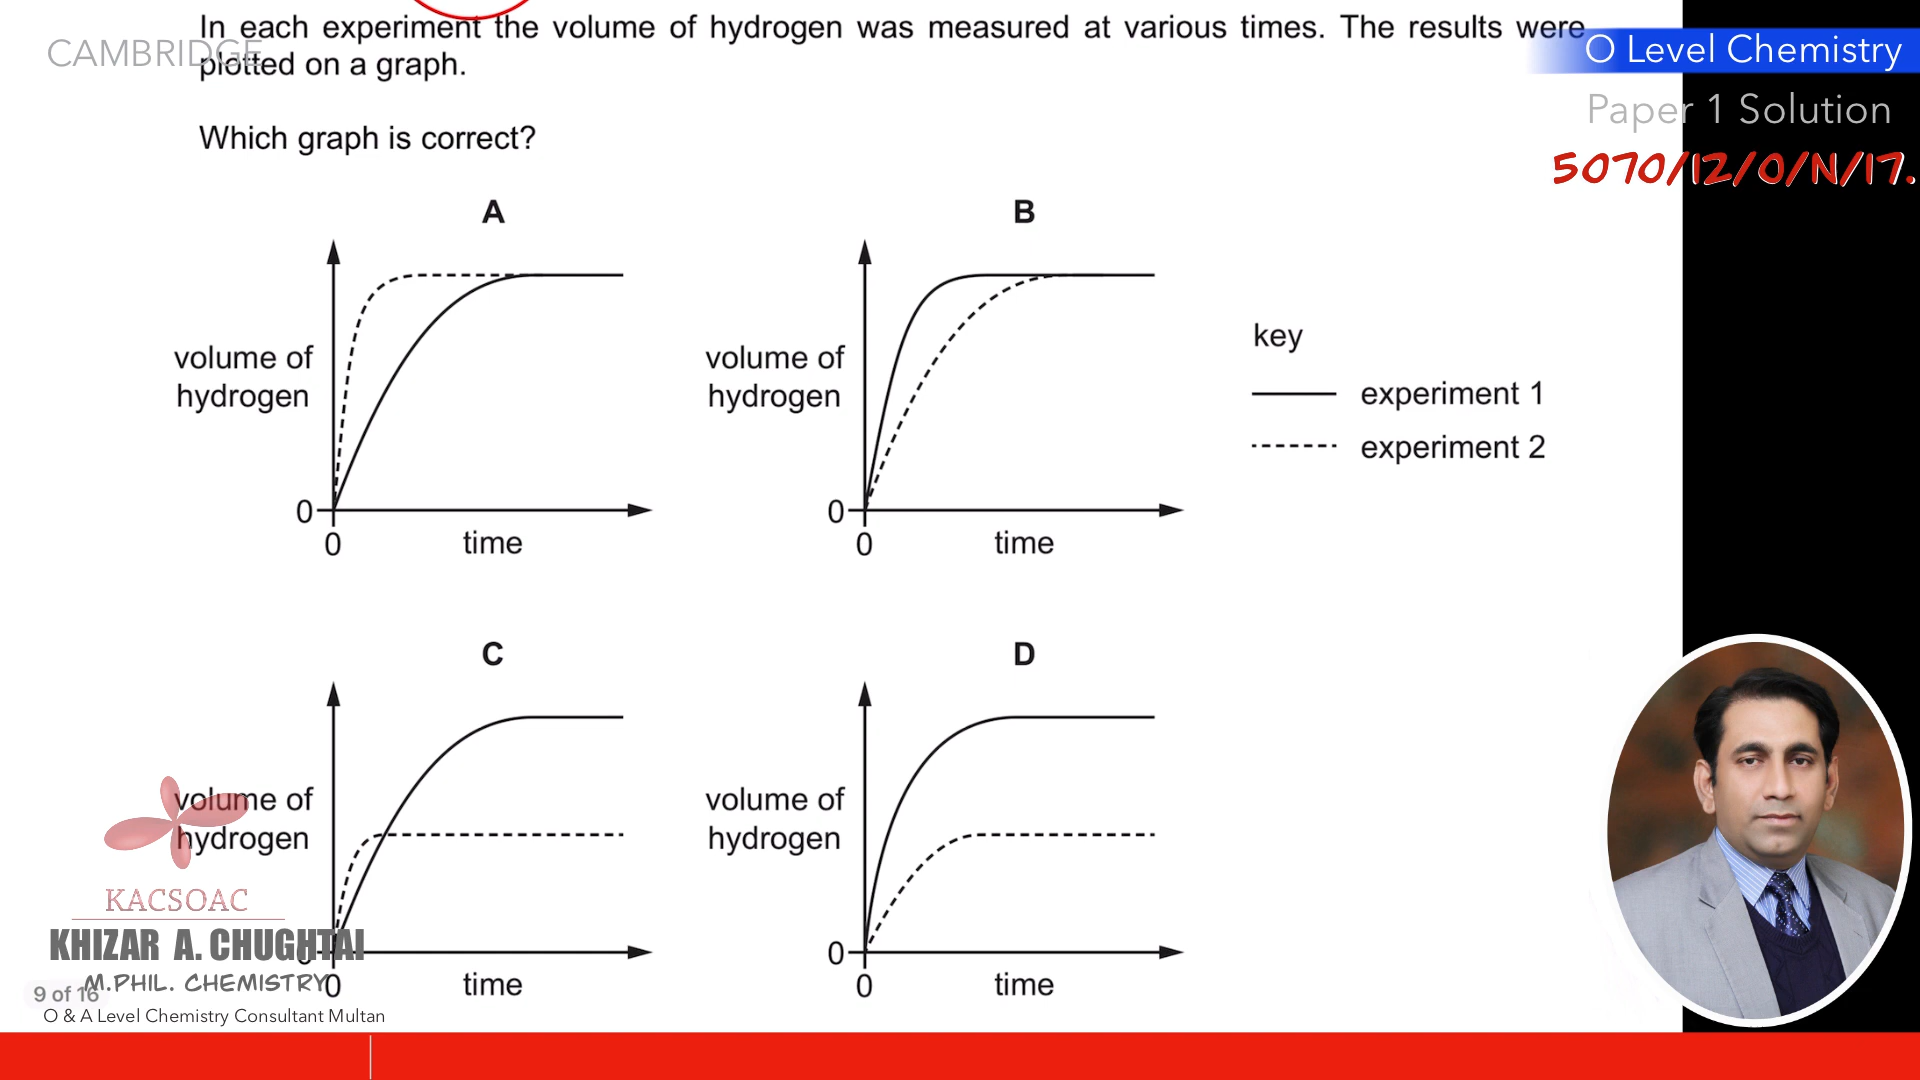 In each experiment the volume of hydrogen was measured at various times. The results were
plotted on a graph.
CAMBRIDGE
O Level Chemistry
Paper 1 Solution
5070/12/O/N/17.
Which graph is correct?
A
volume of
hydrogen
0
0
time
B
volume of
hydrogen
0
0
time
key
experiment 1
experiment 2
C
volume of
hydrogen
0
0
time
D
volume of
hydrogen
0
0
time
KACSOAC
KHIZAR A. CHUGHTAI
M.PHIL. CHEMISTRY
9 of 16
O & A Level Chemistry Consultant Multan